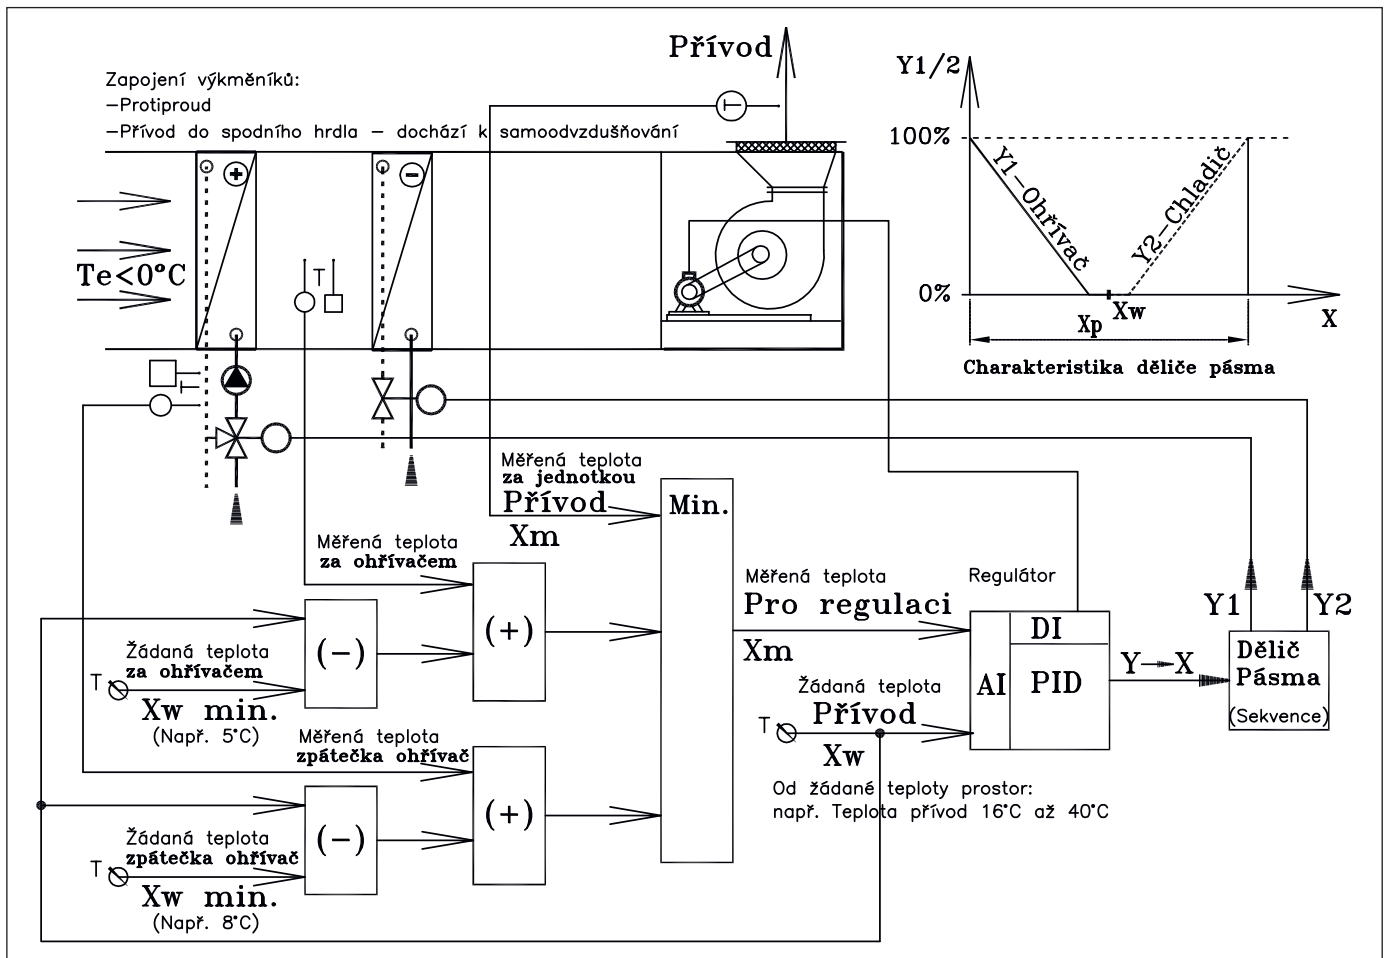 Přívod
Zapojení výkměníků:
-Protiproud
-Přívod do spodního hrdla - dochází k samoodvzdušňování
T
+
-
Te<0°C
T
T
Y1/2
100%
0%
Y1-Ohřívač
Y2-Chladič
Xw
X
Xp
Charakteristika děliče pásma
Měřená teplota
za jednotkou
Přívod
Xm
Min.
Měřená teplota
za ohřívačem
(-)
(+)
Žádaná teplota
za ohřívačem
T
Xw min.
(Např. 5°C)
Měřená teplota
zpátečka ohřívač
(-)
(+)
Žádaná teplota
zpátečka ohřívač
T
Xw min.
(Např. 8°C)
Měřená teplota
Pro regulaci
Xm
Regulátor
DI
AI
PID
Žádaná teplota
T
Přívod
Xw
Od žádané teploty prostor:
např. Teplota přívod 16°C až 40°C
Y
X
Y1
Y2
Dělič
Pásma
(Sekvence)